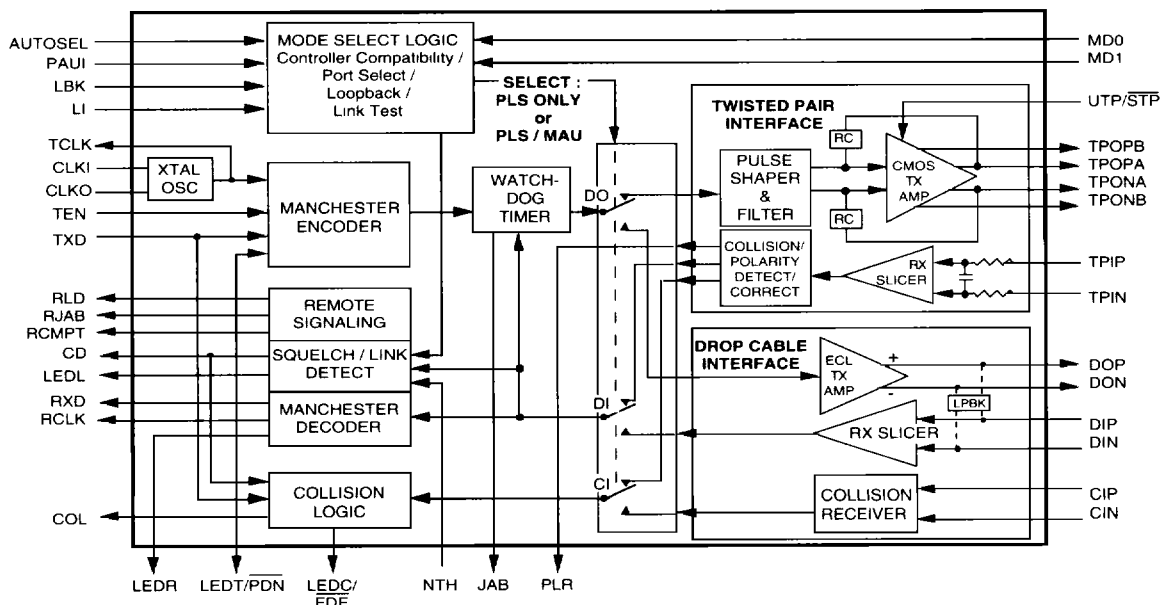 AUTOSEL
PAUI
LBK
LI
MODE SELECT LOGIC
Controller Compatibility /
Port Select /
Loopback /
Link Test
MD0
MD1
SELECT :
PLS ONLY
or
PLS / MAU
TWISTED PAIR
INTERFACE
UTP/STP
TCLK
CLKI
CLKO
XTAL
OSC
TEN
TXD
MANCHESTER
ENCODER
WATCH-
DOG
TIMER
DO
PULSE
SHAPER
&
FILTER
RC
RC
CMOS
TX
AMP
TPOPB
TPOPA
TPONA
TPONB
COLLISION/
POLARITY
DETECT/
CORRECT
RX
SLICER
TPIP
TPIN
RLD
RJAB
RCMPT
CD
LEDL
RXD
RCLK
REMOTE
SIGNALING
SQUELCH / LINK
DETECT
MANCHESTER
DECODER
DI
DROP CABLE
INTERFACE
ECL
TX
AMP
+
-
LPBK
DOP
DON
RX SLICER
DIP
DIN
COL
COLLISION
LOGIC
CI
COLLISION
RECEIVER
CIP
CIN
LEDR
LEDT/PDN
LEDC/
FDE
NTH
JAB
PLR